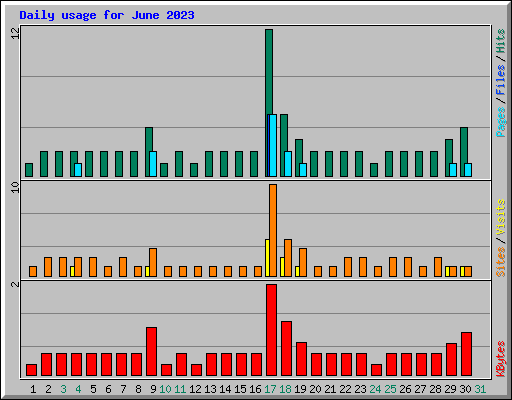 Daily usage for June 2023
12
Pages / Files / Hits
10
Sites / Visits
2
KBytes
1 2 3 4 5 6 7 8 9 10 11 12 13 14 15 16 17 18 19 20 21 22 23 24 25 26 27 28 29 30 31